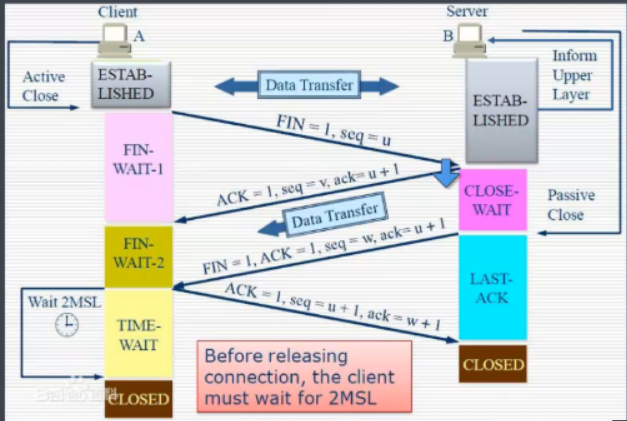 Client
Server
A
B
Active
Close
ESTAB-
LISHED
Data Transfer
Inform
Upper
Layer
ESTAB-
LISHED
FIN = 1, seq = u
FIN-
WAIT-1
ACK = 1, seq = v, ack= u + 1
CLOSE-
WAIT
Passive
Close
Data Transfer
FIN-
WAIT-2
FIN = 1, ACK = 1, seq = w, ack= u + 1
LAST-
ACK
ACK = 1, seq = u + 1, ack = w + 1
Wait 2MSL
TIME-
WAIT
CLOSED
Before releasing
connection, the client
must wait for 2MSL
CLOSED